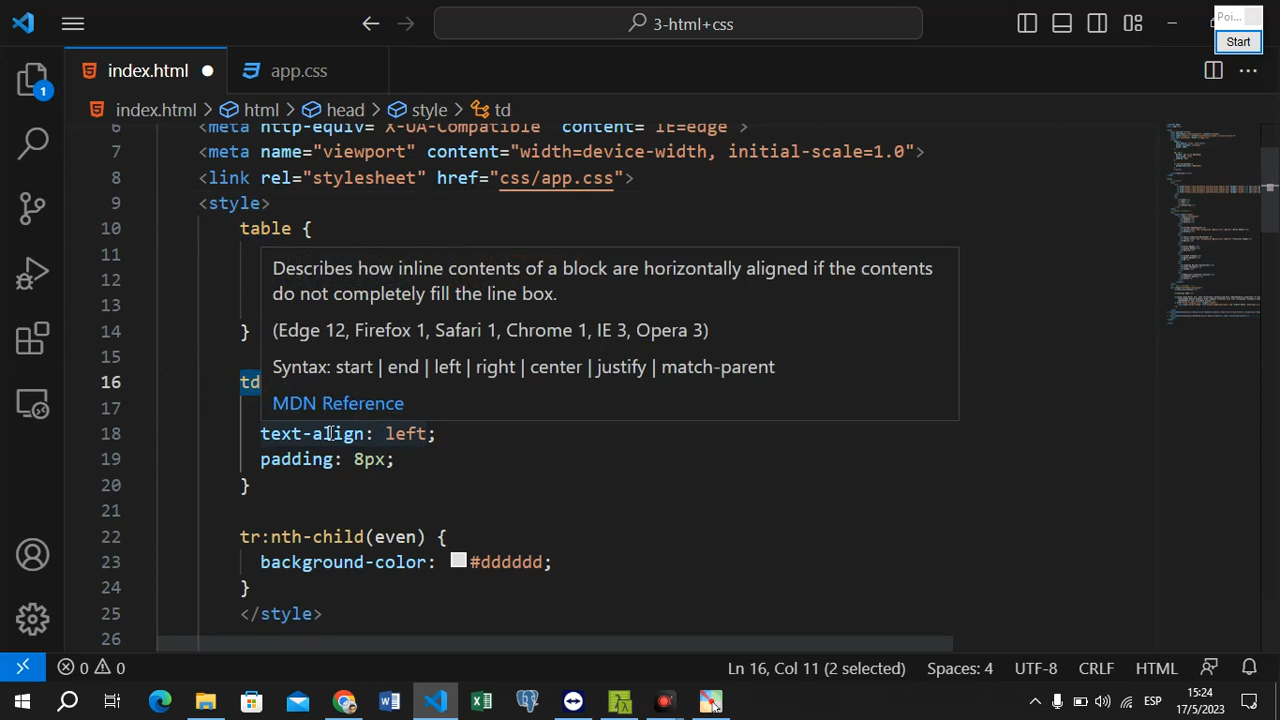 3-html+css
Poi...
Start
index.html
app.css
1
index.html > html > head > style > td
6 <meta http-equiv="X-UA-Compatible" content="IE=edge">
7 <meta name="viewport" content="width=device-width, initial-scale=1.0">
8 <link rel="stylesheet" href="css/app.css">
9 <style>
10 table {
11
Describes how inline contents of a block are horizontally aligned if the contents
12
do not completely fill the line box.
13
(Edge 12, Firefox 1, Safari 1, Chrome 1, IE 3, Opera 3)
14 }
15
Syntax: start | end | left | right | center | justify | match-parent
16 td
MDN Reference
17
18 text-align: left;
19 padding: 8px;
20 }
21
22 tr:nth-child(even) {
23 background-color: #dddddd;
24 }
25 </style>
26
0 0
Ln 16, Col 11 (2 selected)
Spaces: 4
UTF-8
CRLF
HTML
ESP
15:24
17/5/2023